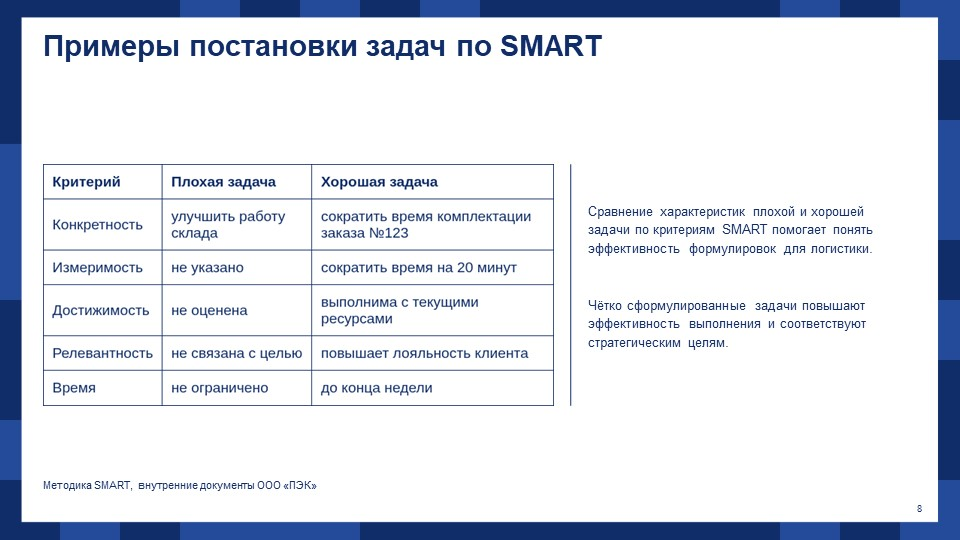 Примеры постановки задач по SMART
Критерий Плохая задача Хорошая задача
Конкретность улучшить работу склада сократить время комплектации заказа №123
Измеримость не указано сократить время на 20 минут
Достижимость не оценена выполнима с текущими ресурсами
Релевантность не связана с целью повышает лояльность клиента
Время не ограничено до конца недели
Сравнение характеристик плохой и хорошей
задачи по критериям SMART помогает понять
эффективность формулировок для логистики.
Чётко сформулированные задачи повышают
эффективность выполнения и соответствуют
стратегическим целям.
Методика SMART, внутренние документы ООО «ПЭК»
8